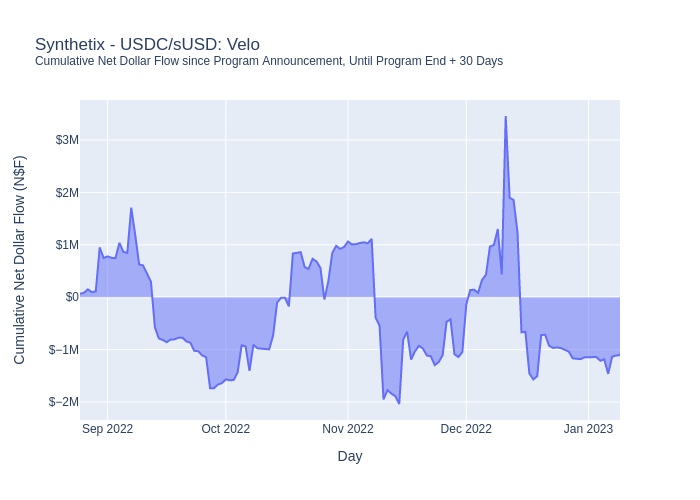 Synthetix - USDC/sUSD: Velo
Cumulative Net Dollar Flow since Program Announcement, Until Program End + 30 Days
Cumulative Net Dollar Flow (N$F)
$3M
$2M
$1M
$0
$−1M
$−2M
Sep 2022
Oct 2022
Nov 2022
Dec 2022
Jan 2023
Day